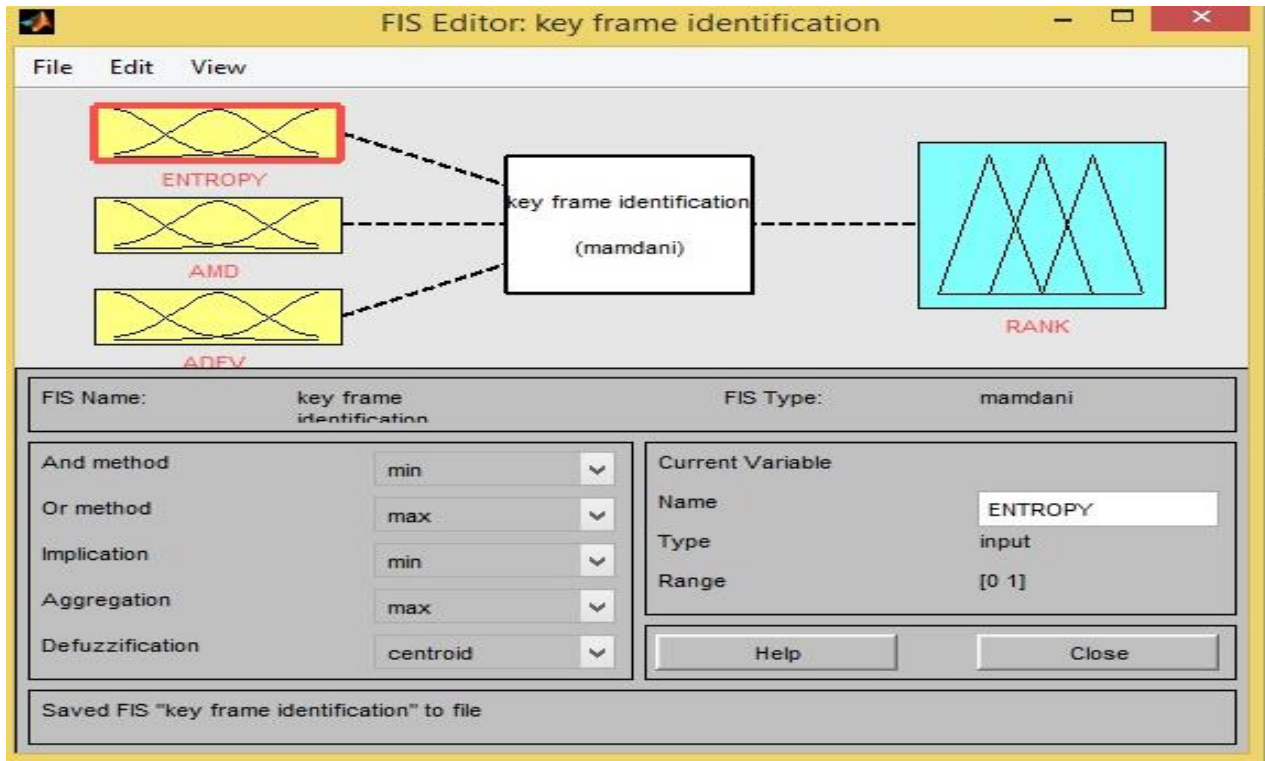 FIS Editor: key frame identification
File Edit View
ENTROPY
AMD
ADEV
key frame identification
(mamdani)
RANK
FIS Name:
key frame
identification
FIS Type:
mamdani
And method
min
Or method
max
Implication
min
Aggregation
max
Defuzzification
centroid
Current Variable
Name
ENTROPY
Type
input
Range
[0 1]
Help
Close
Saved FIS "key frame identification" to file